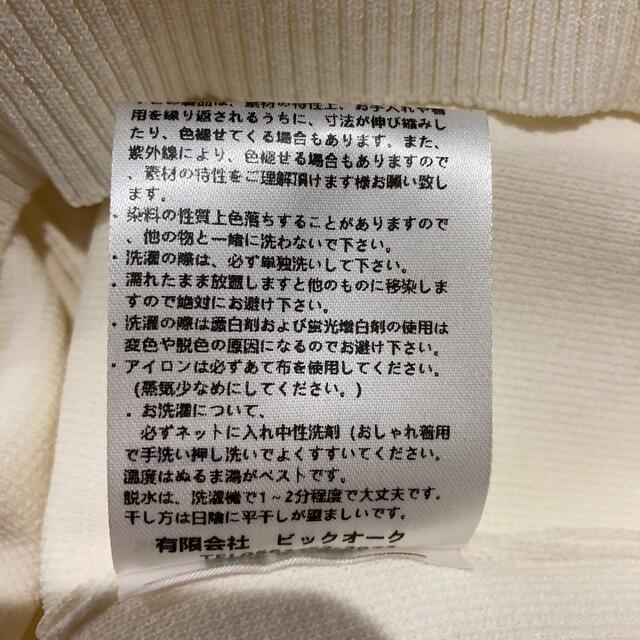 製品は、素材の特性上、お手入れや着
用を繰り返されるうちに、寸法が伸び縮みし
たり、色褪せてくる場合もあります。また、
紫外線により、色褪せる場合もありますので
、素材の特性をご理解頂けます様お願い致し
ます。
・染料の性質上色落ちすることがありますので
、他の物と一緒に洗わないで下さい。
・洗濯の際は、必ず単独洗いして下さい。
・濡れたまま放置しますと他のものに移染しま
すので絶対にお避け下さい。
・洗濯の際は漂白剤および蛍光増白剤の使用は
変色や脱色の原因になるのでお避け下さい。
・アイロンは必ずあて布を使用してください。
(蒸気少なめにしてください。)
・お洗濯について、
必ずネットに入れ中性洗剤（おしゃれ着用
で手洗い押し洗いでよくすすいてください。
温度はぬるま湯がベストです。
脱水は、洗濯機で1～2分程度で大丈夫です。
干し方は日陰に平干しが望ましいです。
有限会社 ビックオーク